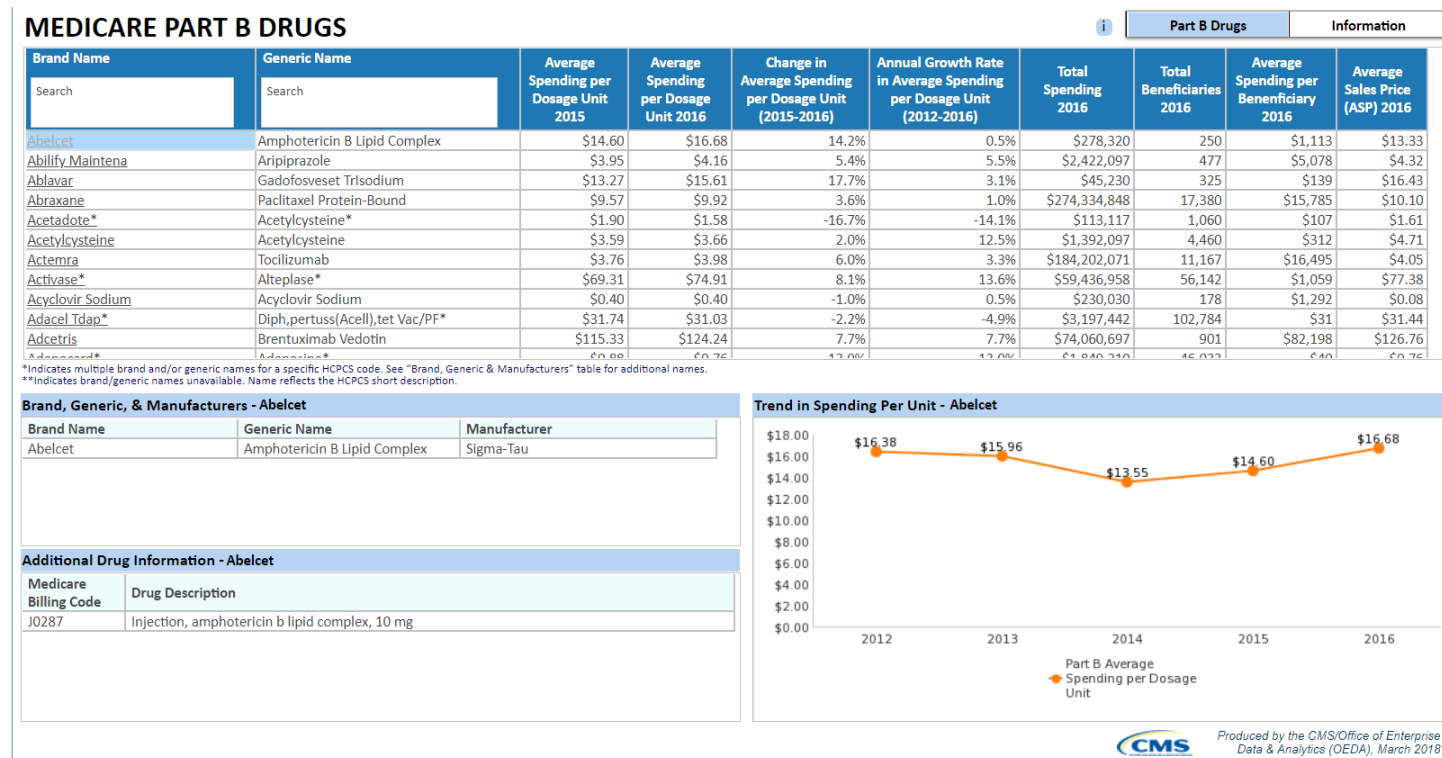 MEDICARE PART B DRUGS
i
Part B Drugs
Information
Brand Name
Generic Name
Average Spending per Dosage Unit 2015
Average Spending per Dosage Unit 2016
Change in Average Spending per Dosage Unit (2015-2016)
Annual Growth Rate in Average Spending per Dosage Unit (2012-2016)
Total Spending 2016
Total Beneficiaries 2016
Average Spending per Benenficiary 2016
Average Sales Price (ASP) 2016
Search
Search
Abelcet Amphotericin B Lipid Complex $14.60 $16.68 14.2% 0.5% $278,320 250 $1,113 $13.33
Abilify Maintena Aripiprazole $3.95 $4.16 5.4% 5.5% $2,422,097 477 $5,078 $4.32
Ablavar Gadofosveset TrIsodium $13.27 $15.61 17.7% 3.1% $45,230 325 $139 $16.43
Abraxane Paclitaxel Protein-Bound $9.57 $9.92 3.6% 1.0% $274,334,848 17,380 $15,785 $10.10
Acetadote* Acetylcysteine* $1.90 $1.58 -16.7% -14.1% $113,117 1,060 $107 $1.61
Acetylcysteine Acetylcysteine $3.59 $3.66 2.0% 12.5% $1,392,097 4,460 $312 $4.71
Actemra Tocilizumab $3.76 $3.98 6.0% 3.3% $184,202,071 11,167 $16,495 $4.05
Activase* Alteplase* $69.31 $74.91 8.1% 13.6% $59,436,958 56,142 $1,059 $77.38
Acyclovir Sodium Acyclovir Sodium $0.40 $0.40 -1.0% 0.5% $230,030 178 $1,292 $0.08
Adacel Tdap* Diph,pertuss(Acell),tet Vac/PF* $31.74 $31.03 -2.2% -4.9% $3,197,442 102,784 $31 $31.44
Adcetris Brentuximab Vedotin $115.33 $124.24 7.7% 7.7% $74,060,697 901 $82,198 $126.76
*Indicates multiple brand and/or generic names for a specific HCPCS code. See "Brand, Generic & Manufacturers" table for additional names.
**Indicates brand/generic names unavailable. Name reflects the HCPCS short description.
Brand, Generic, & Manufacturers - Abelcet
Brand Name Generic Name Manufacturer
Abelcet Amphotericin B Lipid Complex Sigma-Tau
Additional Drug Information - Abelcet
Medicare Billing Code Drug Description
J0287 Injection, amphotericin b lipid complex, 10 mg
Trend in Spending Per Unit - Abelcet
$18.00
$16.00
$14.00
$12.00
$10.00
$8.00
$6.00
$4.00
$2.00
$0.00
$16.38
$15.96
$13.55
$14.60
$16.68
2012 2013 2014 2015 2016
Part B Average
Spending per Dosage
Unit
CMS
Produced by the CMS/Office of Enterprise
Data & Analytics (OEDA), March 2018